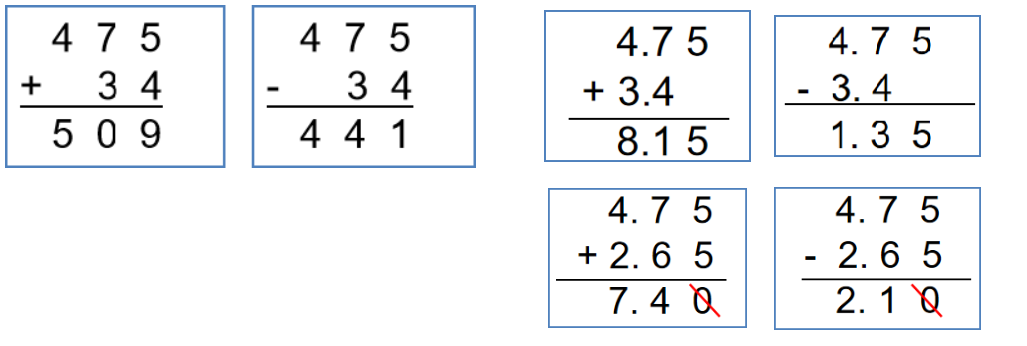 4 7 5
+ 3 4
5 0 9
4 7 5
- 3 4
4 4 1
4.7 5
+ 3.4
8.1 5
4. 7 5
- 3. 4
1. 3 5
4. 7 5
+ 2. 6 5
7. 4 0
4. 7 5
- 2. 6 5
2. 1 0